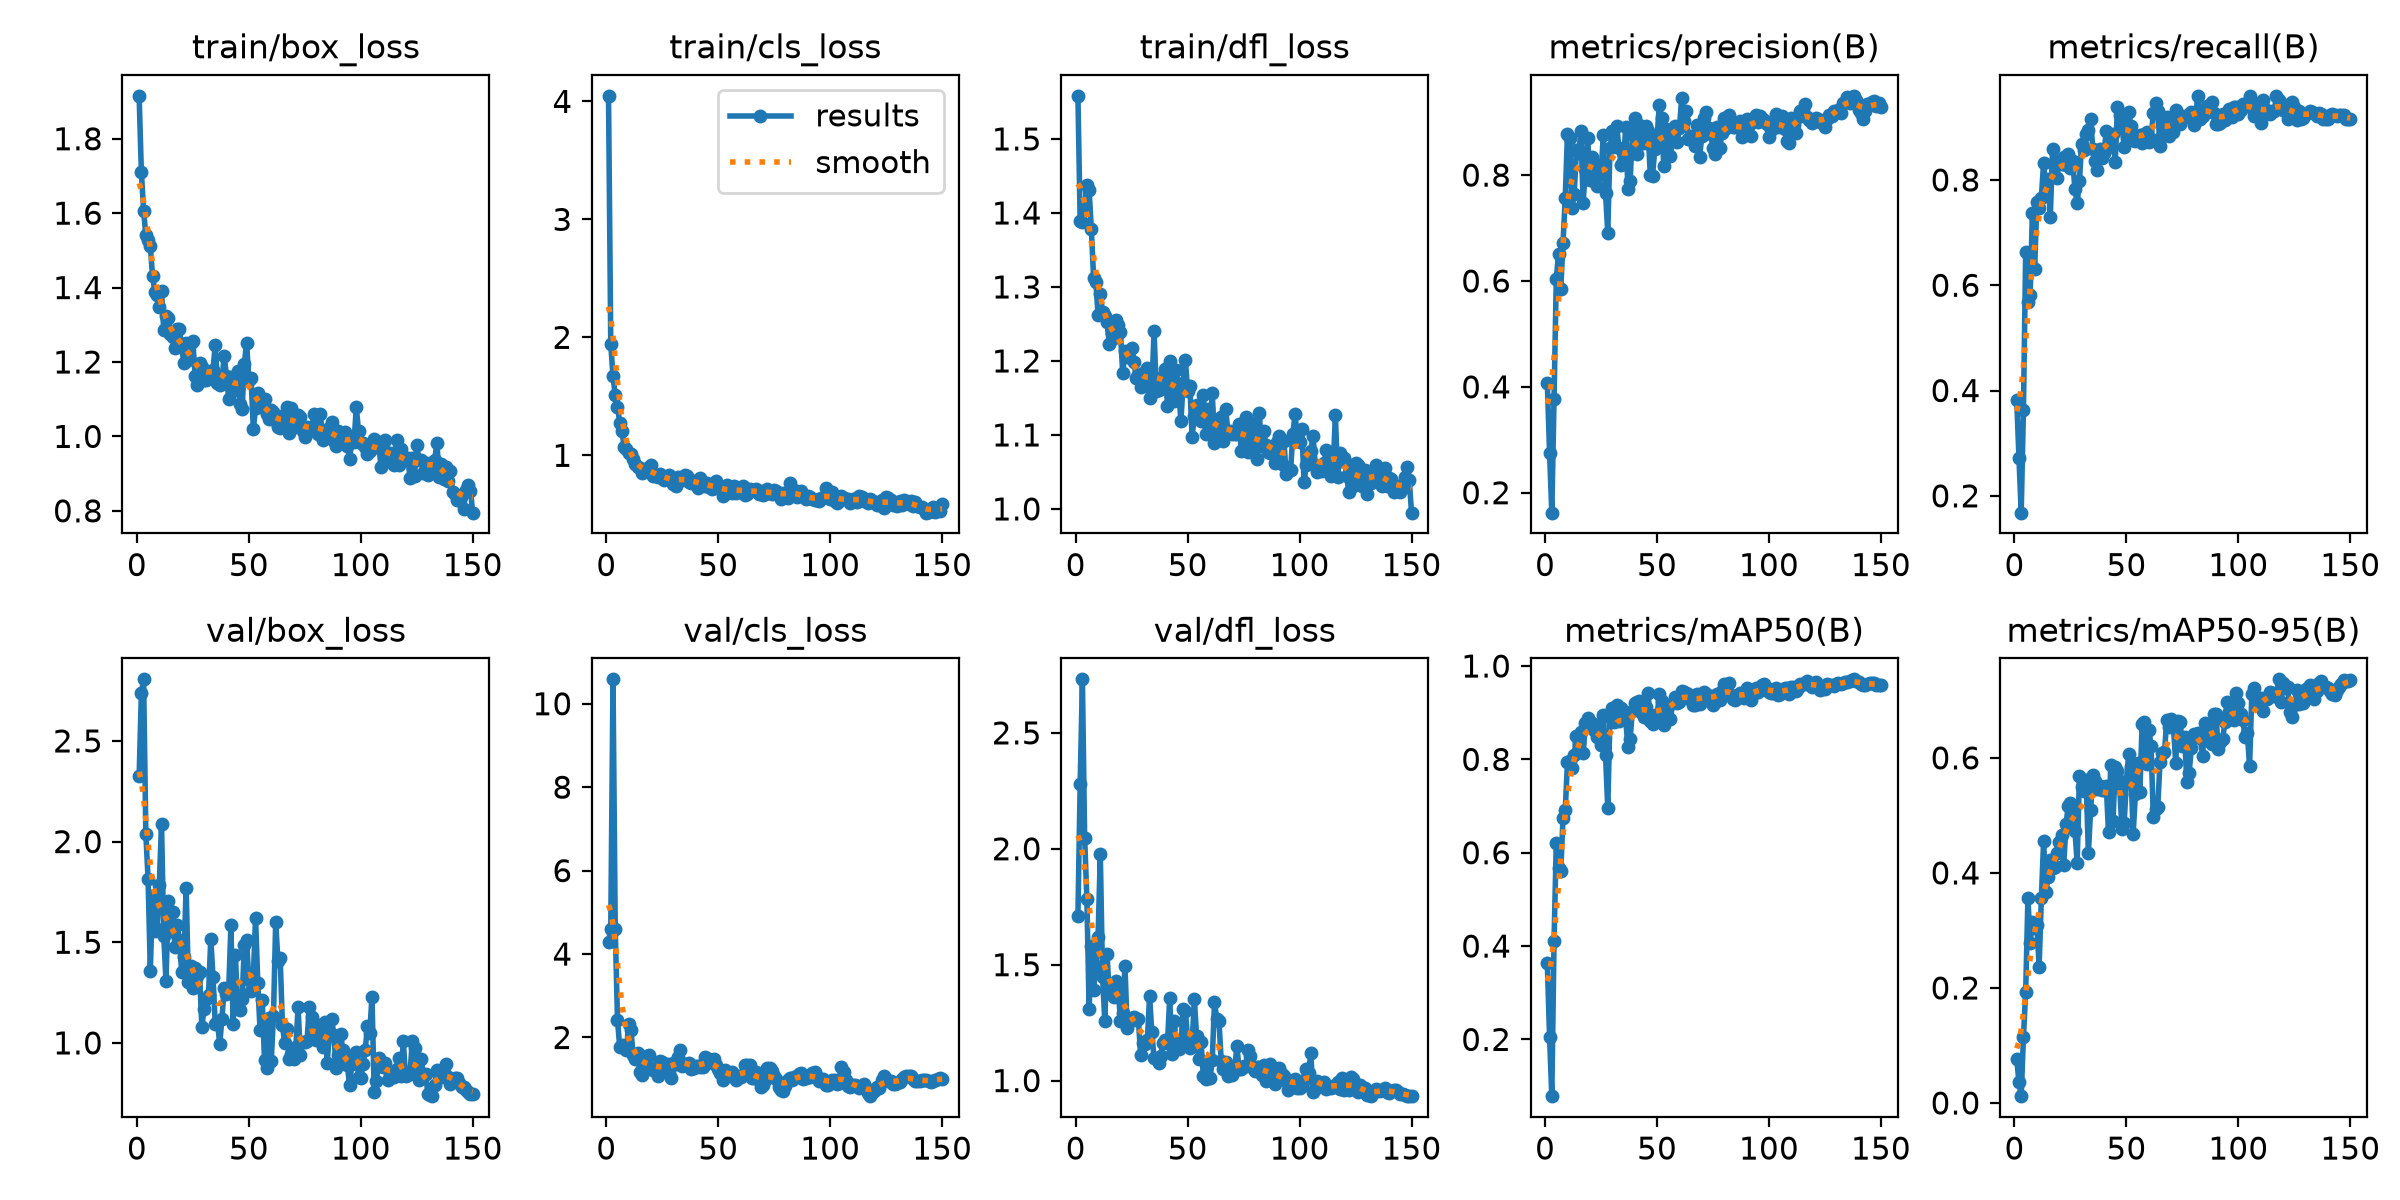 train/box_loss
1.8
1.6
1.4
1.2
1.0
0.8
0 50 100 150
train/cls_loss
4
3
2
1
results
smooth
0 50 100 150
train/dfl_loss
1.5
1.4
1.3
1.2
1.1
1.0
0 50 100 150
metrics/precision(B)
0.8
0.6
0.4
0.2
0 50 100 150
metrics/recall(B)
0.8
0.6
0.4
0.2
0 50 100 150
val/box_loss
2.5
2.0
1.5
1.0
0 50 100 150
val/cls_loss
10
8
6
4
2
0 50 100 150
val/dfl_loss
2.5
2.0
1.5
1.0
0 50 100 150
metrics/mAP50(B)
1.0
0.8
0.6
0.4
0.2
0 50 100 150
metrics/mAP50-95(B)
0.6
0.4
0.2
0.0
0 50 100 150